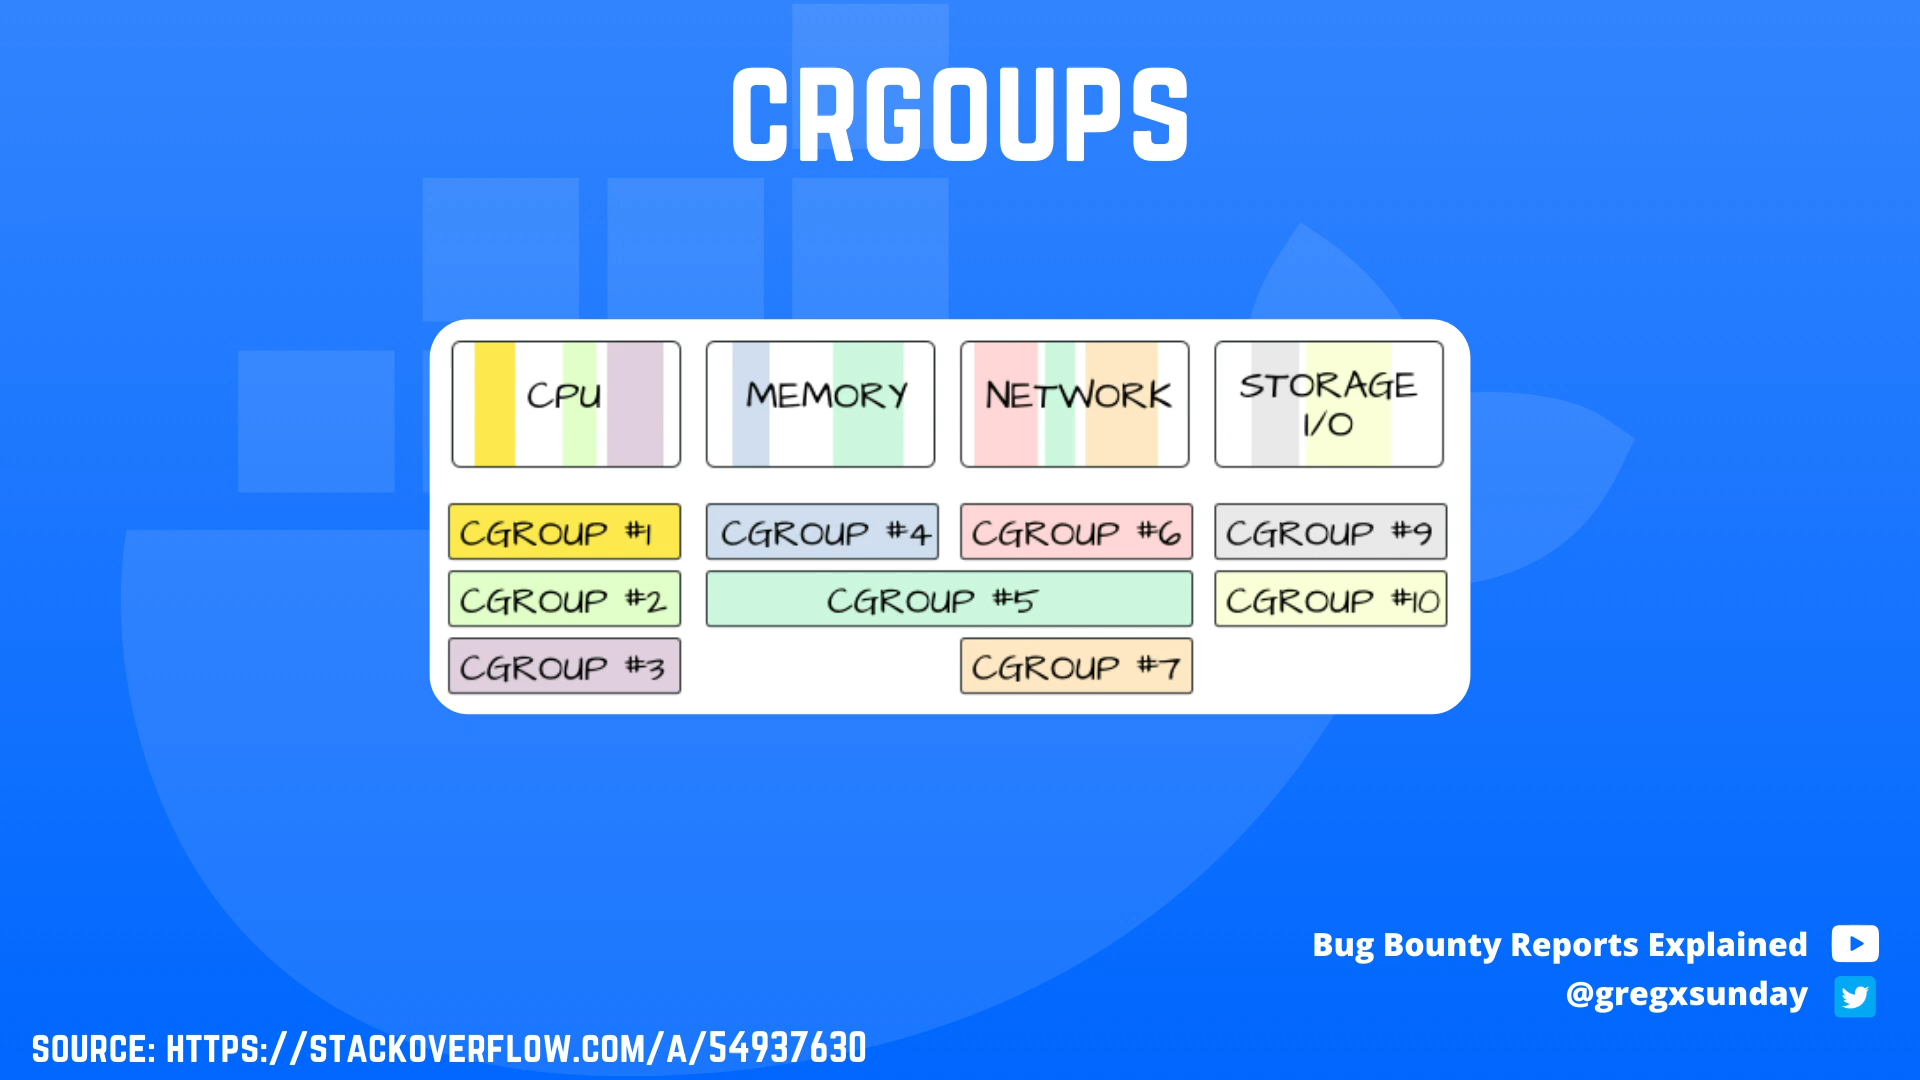 CRGOUPS
CPU
MEMORY
NETWORK
STORAGE
I/O
CGROUP #1
CGROUP #4
CGROUP #6
CGROUP #9
CGROUP #2
CGROUP #5
CGROUP #10
CGROUP #3
CGROUP #7
Bug Bounty Reports Explained
@gregxsunday
SOURCE: HTTPS://STACKOVERFLOW.COM/A/54937630